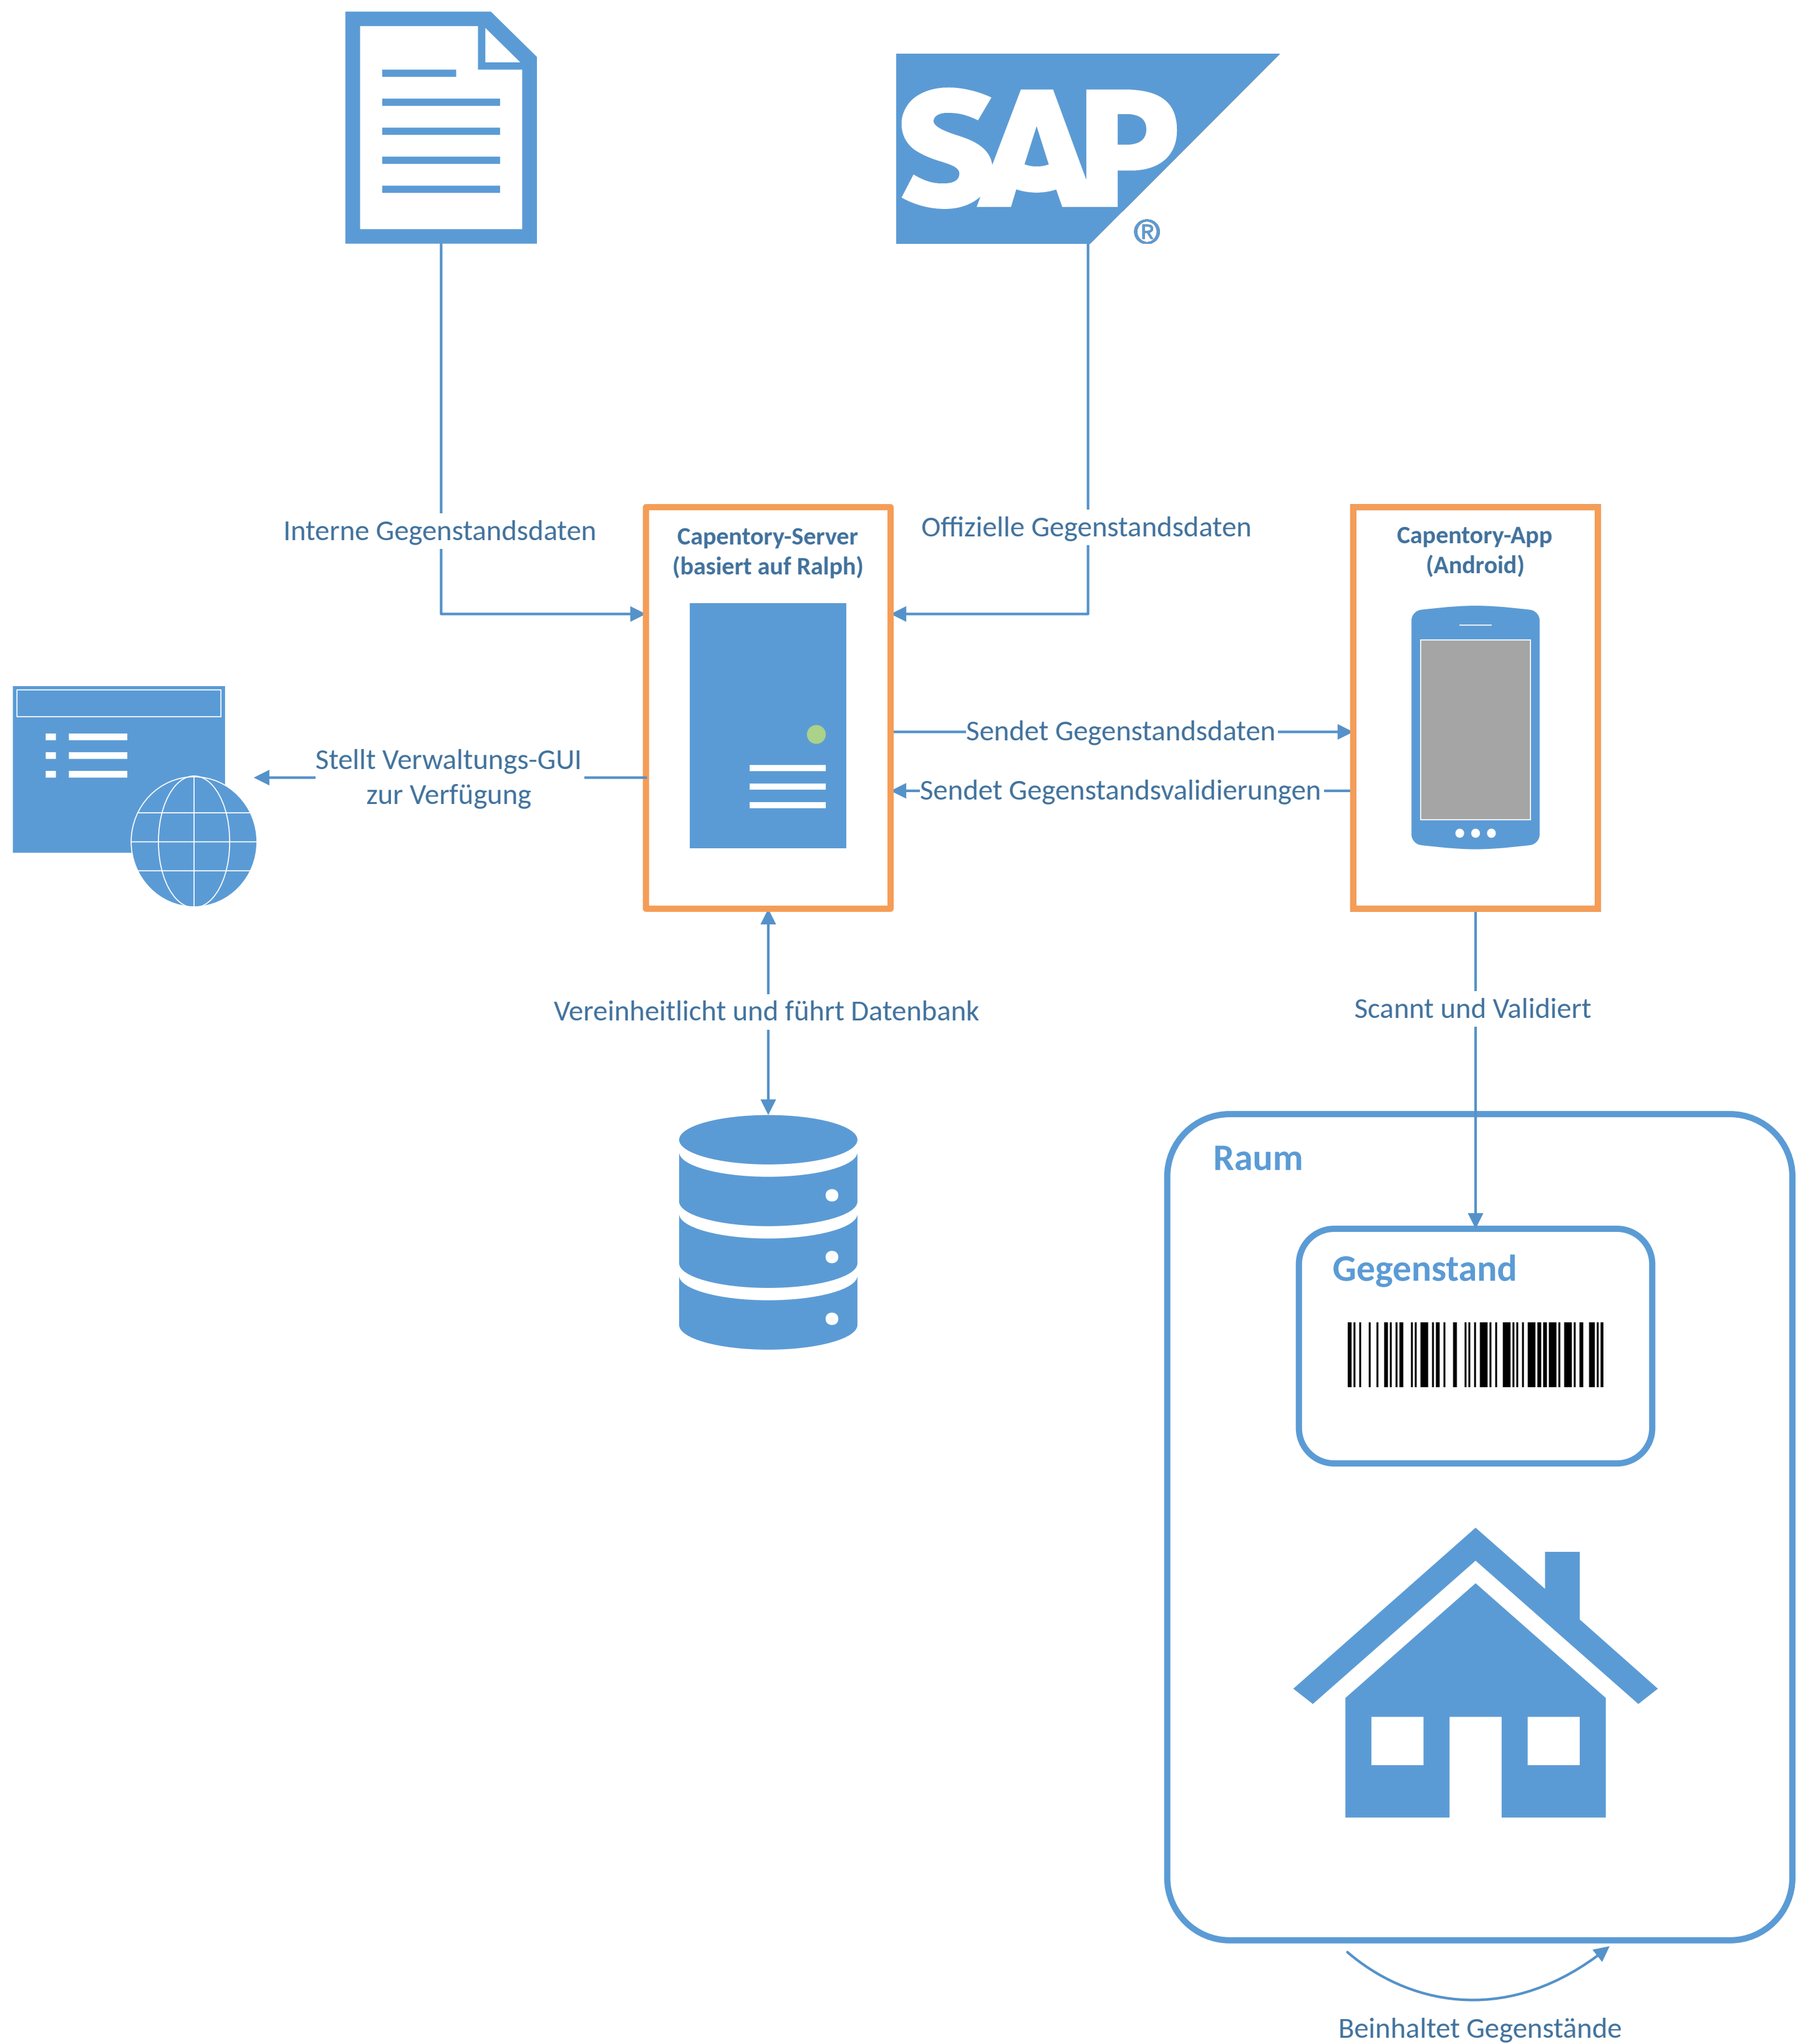 SAP
®
Interne Gegenstandsdaten
Capentory-Server
(basiert auf Ralph)
Offizielle Gegenstandsdaten
Capentory-App
(Android)
Stellt Verwaltungs-GUI
zur Verfügung
Sendet Gegenstandsdaten
Sendet Gegenstandsvalidierungen
Vereinheitlicht und führt Datenbank
Scannt und Validiert
Raum
Gegenstand
Beinhaltet Gegenstände